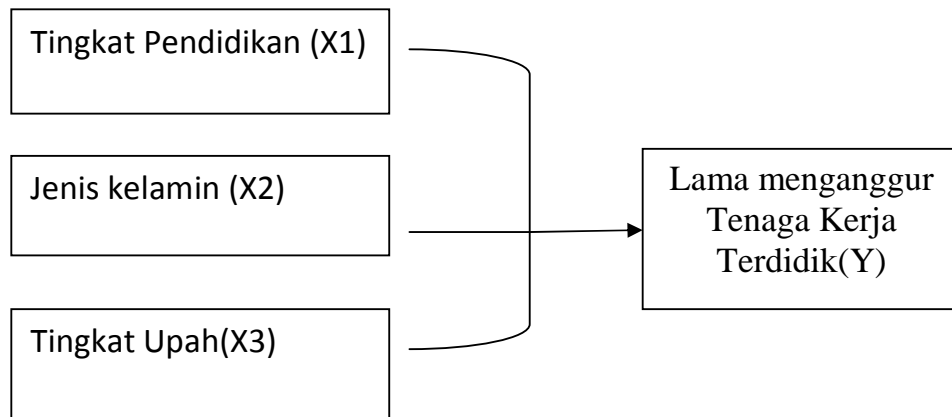 Tingkat Pendidikan (X1)
Jenis kelamin (X2)
Tingkat Upah(X3)
Lama menganggur
Tenaga Kerja
Terdidik(Y)